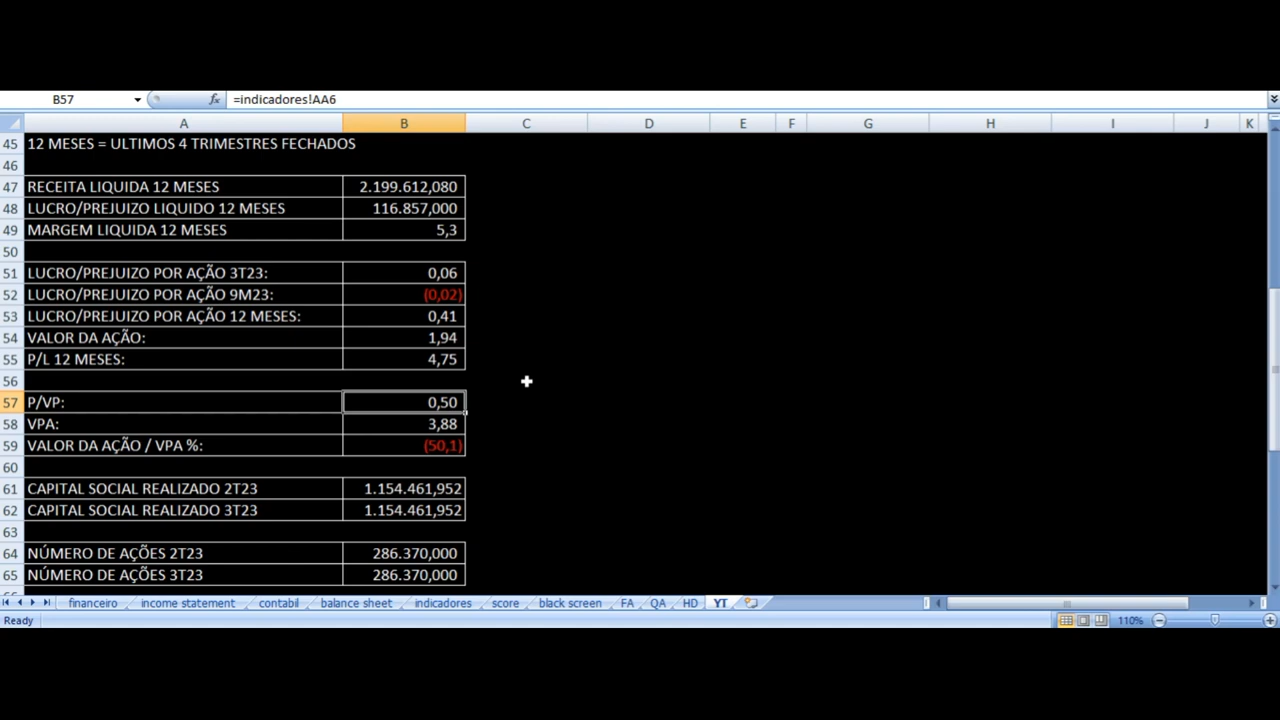 B57 fx =indicadores!AA6
A B C D E F G H I J K
45 12 MESES = ULTIMOS 4 TRIMESTRES FECHADOS
46
47 RECEITA LIQUIDA 12 MESES 2.199.612,080
48 LUCRO/PREJUIZO LIQUIDO 12 MESES 116.857,000
49 MARGEM LIQUIDA 12 MESES 5,3
50
51 LUCRO/PREJUIZO POR AÇÃO 3T23: 0,06
52 LUCRO/PREJUIZO POR AÇÃO 9M23: (0,02)
53 LUCRO/PREJUIZO POR AÇÃO 12 MESES: 0,41
54 VALOR DA AÇÃO: 1,94
55 P/L 12 MESES: 4,75
56
57 P/VP: 0,50
58 VPA: 3,88
59 VALOR DA AÇÃO / VPA %: (50,1)
60
61 CAPITAL SOCIAL REALIZADO 2T23 1.154.461,952
62 CAPITAL SOCIAL REALIZADO 3T23 1.154.461,952
63
64 NÚMERO DE AÇÕES 2T23 286.370,000
65 NÚMERO DE AÇÕES 3T23 286.370,000
financeiro income statement contabil balance sheet indicadores score black screen FA QA HD YT
Ready 110%